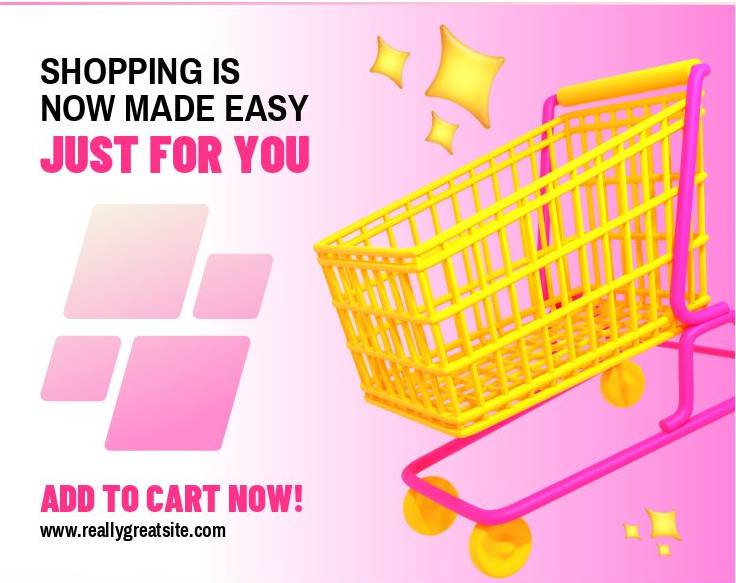 SHOPPING IS
NOW MADE EASY
JUST FOR YOU
ADD TO CART NOW!
www.reallygreatsite.com